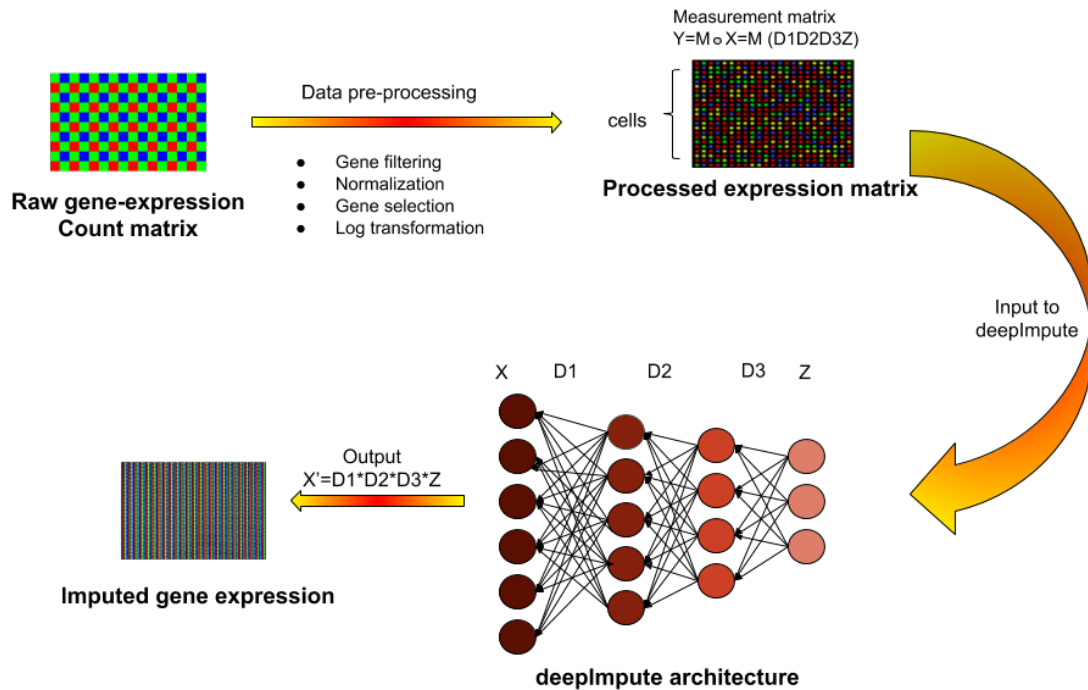 Measurement matrix
Y=M X=M (D1D2D3Z)
Data pre-processing
cells
● Gene filtering
● Normalization
● Gene selection
● Log transformation
Raw gene-expression
Count matrix
Processed expression matrix
Input to
deepImpute
X D1 D2 D3 Z
Output
X'=D1*D2*D3*Z
Imputed gene expression
deepImpute architecture